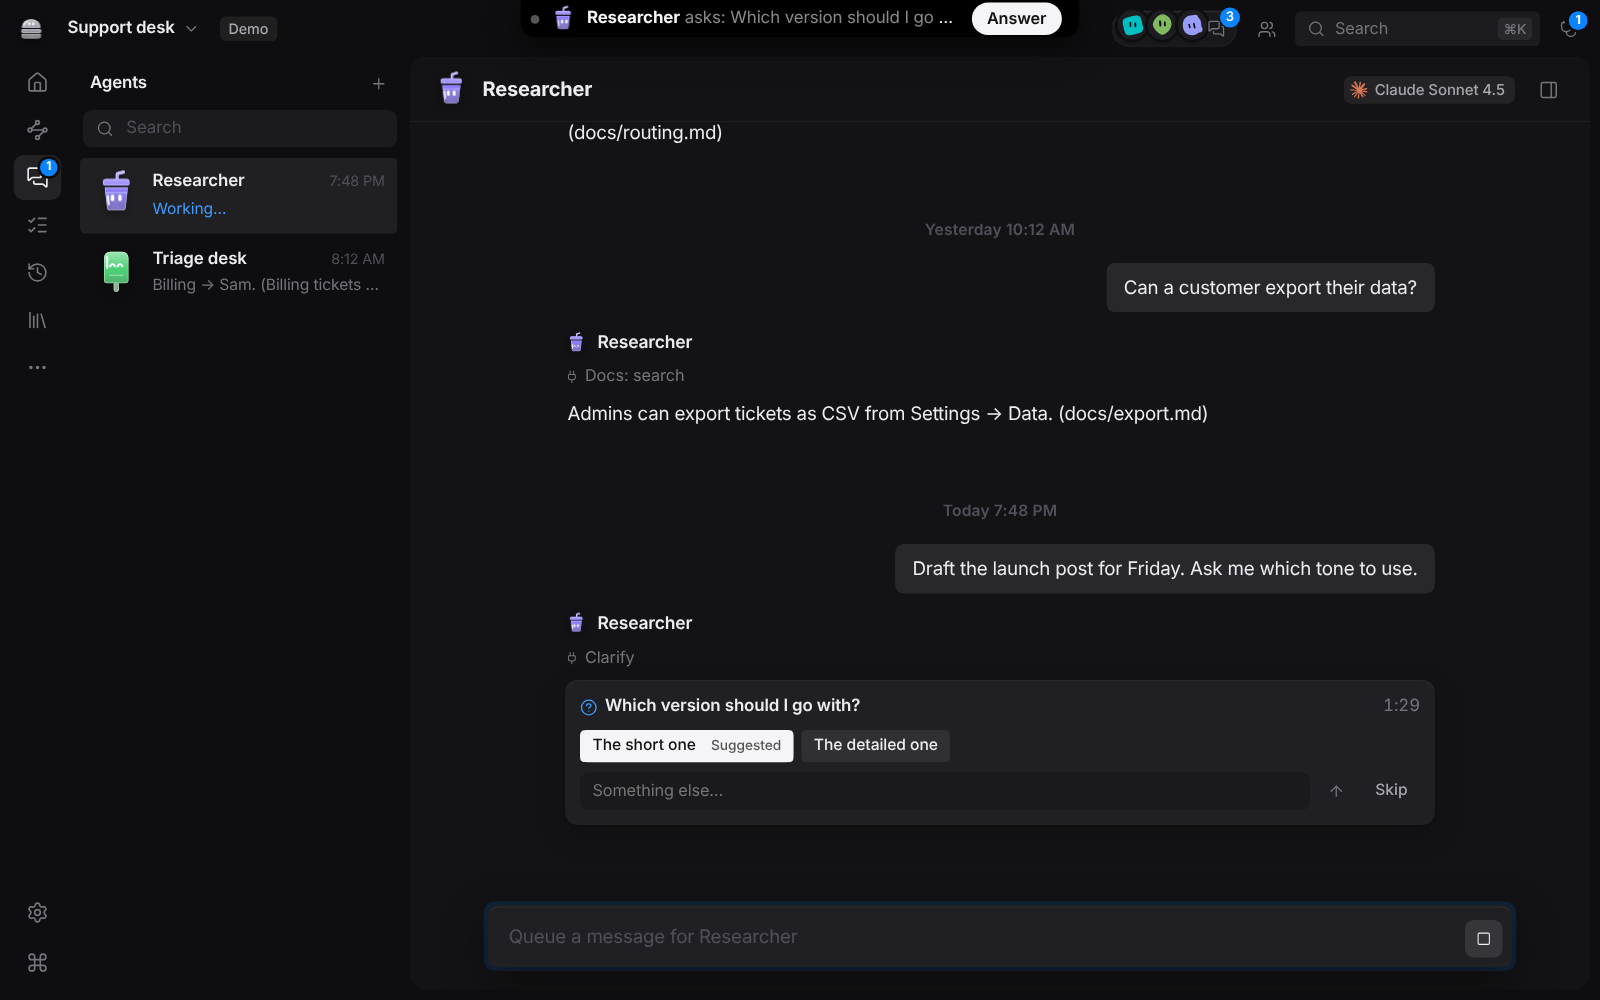 Support desk
Demo
Researcher asks: Which version should I go ...
Answer
3
Search
⌘K
1
Agents
Search
1
Researcher
7:48 PM
Working...
Triage desk
8:12 AM
Billing → Sam. (Billing tickets ...
Researcher
Claude Sonnet 4.5
(docs/routing.md)
Yesterday 10:12 AM
Can a customer export their data?
Researcher
Docs: search
Admins can export tickets as CSV from Settings → Data. (docs/export.md)
Today 7:48 PM
Draft the launch post for Friday. Ask me which tone to use.
Researcher
Clarify
Which version should I go with?
1:29
The short one Suggested
The detailed one
Something else...
Skip
Queue a message for Researcher